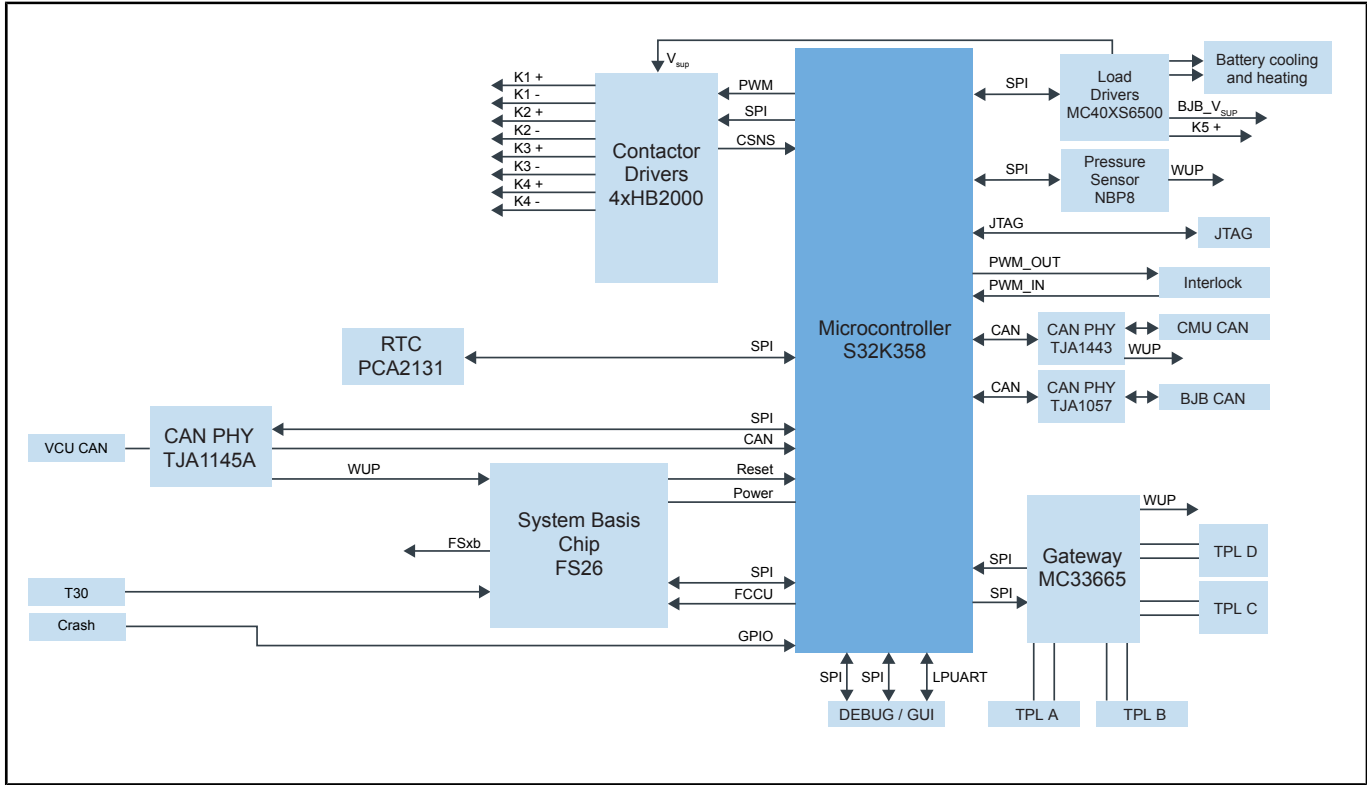 Vsup
K1 +
K1 -
K2 +
K2 -
K3 +
K3 -
K4 +
K4 -
Contactor
Drivers
4xHB2000
PWM
SPI
CSNS
Microcontroller
S32K358
SPI
Load
Drivers
MC40XS6500
Battery cooling
and heating
BJB_VSUP
K5 +
SPI
Pressure
Sensor
NBP8
WUP
JTAG
JTAG
PWM_OUT
PWM_IN
Interlock
CAN
CAN PHY
TJA1443
CMU CAN
WUP
CAN
CAN PHY
TJA1057
BJB CAN
RTC
PCA2131
SPI
VCU CAN
CAN PHY
TJA1145A
SPI
CAN
WUP
System Basis
Chip
FS26
Reset
Power
FSxb
SPI
FCCU
T30
Crash
GPIO
SPI
SPI
Gateway
MC33665
WUP
TPL D
TPL C
SPI
SPI
LPUART
DEBUG / GUI
TPL A
TPL B